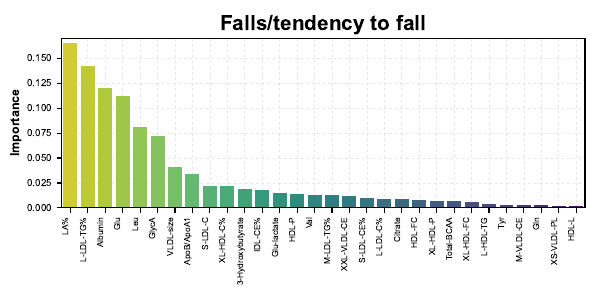 Falls/tendency to fall
Importance
0.150
0.125
0.100
0.075
0.050
0.025
0.000
LA%
L-LDL-TG%
Albumin
Glu
Leu
GlycA
VLDL-size
ApoB/ApoA1
S-LDL-C
XL-HDL-C%
3-Hydroxybutyrate
IDL-CE%
Glu-lactate
HDL-P
Val
M-LDL-TG%
XXL-VLDL-CE
S-LDL-CE%
L-LDL-C%
Citrate
HDL-FC
XL-HDL-P
Total-BCAA
XL-HDL-FC
L-HDL-TG
Tyr
M-VLDL-CE
Gln
XS-VLDL-PL
HDL-L